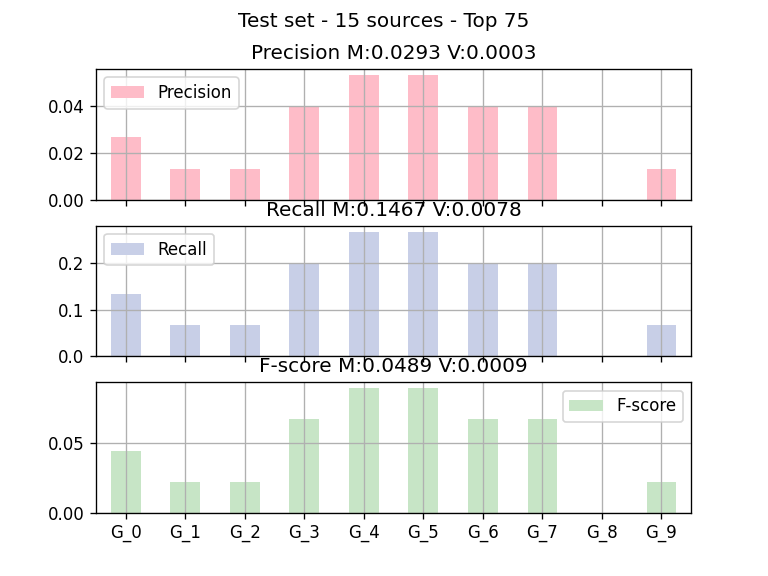 Test set - 15 sources - Top 75
Precision M:0.0293 V:0.0003
Precision
0.04
0.02
0.00
Recall M:0.1467 V:0.0078
Recall
0.2
0.1
0.0
F-score M:0.0489 V:0.0009
F-score
0.05
0.00
G_0 G_1 G_2 G_3 G_4 G_5 G_6 G_7 G_8 G_9